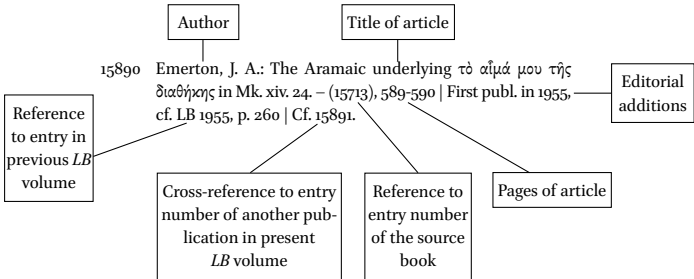 Author
Title of article
15890 Emerton, J. A.: The Aramaic underlying τὸ αἷμά μου τῆς
διαθήκης in Mk. xiv. 24. – (15713), 589-590 | First publ. in 1955,
cf. LB 1955, p. 260 | Cf. 15891.
Editorial
additions
Reference
to entry in
previous LB
volume
Cross-reference to entry
number of another pub-
lication in present
LB volume
Reference to
entry number
of the source
book
Pages of article